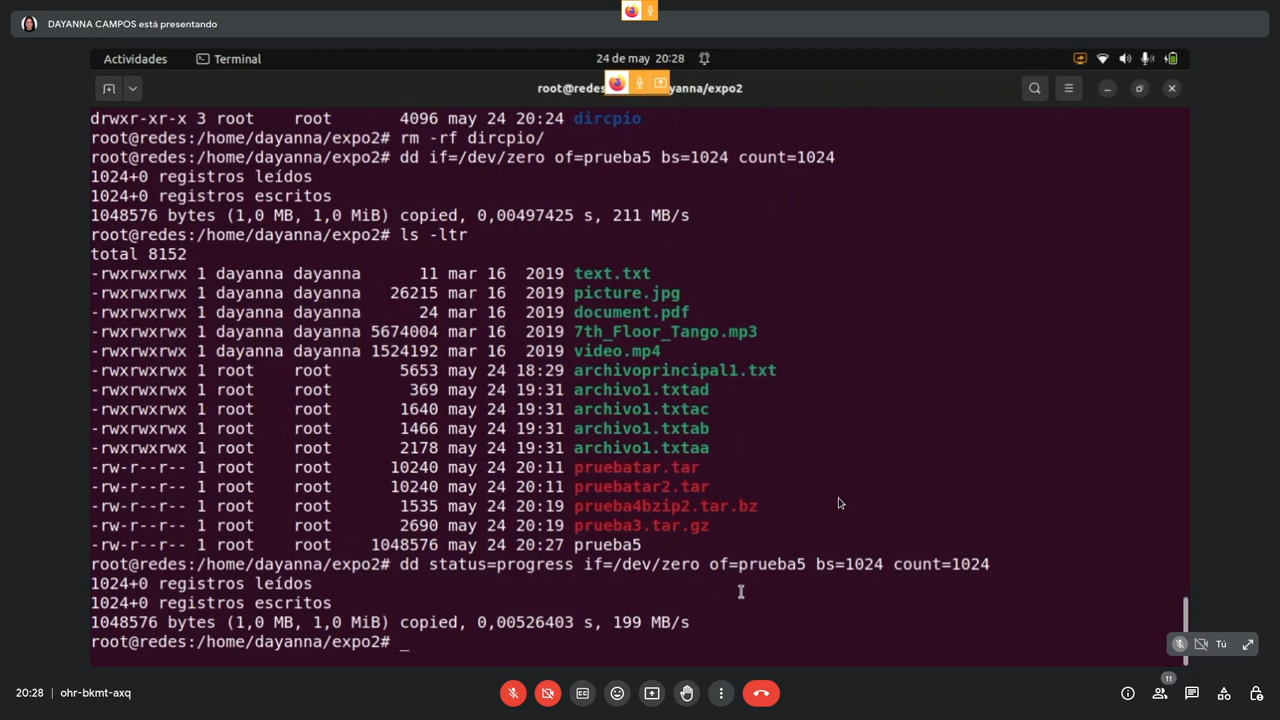 DAYANNA CAMPOS está presentando
Actividades
Terminal
24 de may 20:28
root@redes: yanna/expo2
drwxr-xr-x 3 root root 4096 may 24 20:24 dircpio
root@redes:/home/dayanna/expo2# rm -rf dircpio/
root@redes:/home/dayanna/expo2# dd if=/dev/zero of=prueba5 bs=1024 count=1024
1024+0 registros leídos
1024+0 registros escritos
1048576 bytes (1,0 MB, 1,0 MiB) copied, 0,00497425 s, 211 MB/s
root@redes:/home/dayanna/expo2# ls -ltr
total 8152
-rwxrwxrwx 1 dayanna dayanna 11 mar 16 2019 text.txt
-rwxrwxrwx 1 dayanna dayanna 26215 mar 16 2019 picture.jpg
-rwxrwxrwx 1 dayanna dayanna 24 mar 16 2019 document.pdf
-rwxrwxrwx 1 dayanna dayanna 5674004 mar 16 2019 7th_Floor_Tango.mp3
-rwxrwxrwx 1 dayanna dayanna 1524192 mar 16 2019 video.mp4
-rwxrwxrwx 1 root root 5653 may 24 18:29 archivoprincipal1.txt
-rwxrwxrwx 1 root root 369 may 24 19:31 archivo1.txtad
-rwxrwxrwx 1 root root 1640 may 24 19:31 archivo1.txtac
-rwxrwxrwx 1 root root 1466 may 24 19:31 archivo1.txtab
-rwxrwxrwx 1 root root 2178 may 24 19:31 archivo1.txtaa
-rw-r--r-- 1 root root 10240 may 24 20:11 pruebatar.tar
-rw-r--r-- 1 root root 10240 may 24 20:11 pruebatar2.tar
-rw-r--r-- 1 root root 1535 may 24 20:19 prueba4bzip2.tar.bz
-rw-r--r-- 1 root root 2690 may 24 20:19 prueba3.tar.gz
-rw-r--r-- 1 root root 1048576 may 24 20:27 prueba5
root@redes:/home/dayanna/expo2# dd status=progress if=/dev/zero of=prueba5 bs=1024 count=1024
1024+0 registros leídos
1024+0 registros escritos
1048576 bytes (1,0 MB, 1,0 MiB) copied, 0,00526403 s, 199 MB/s
root@redes:/home/dayanna/expo2# _
Tú
20:28 ohr-bkmt-axq
11